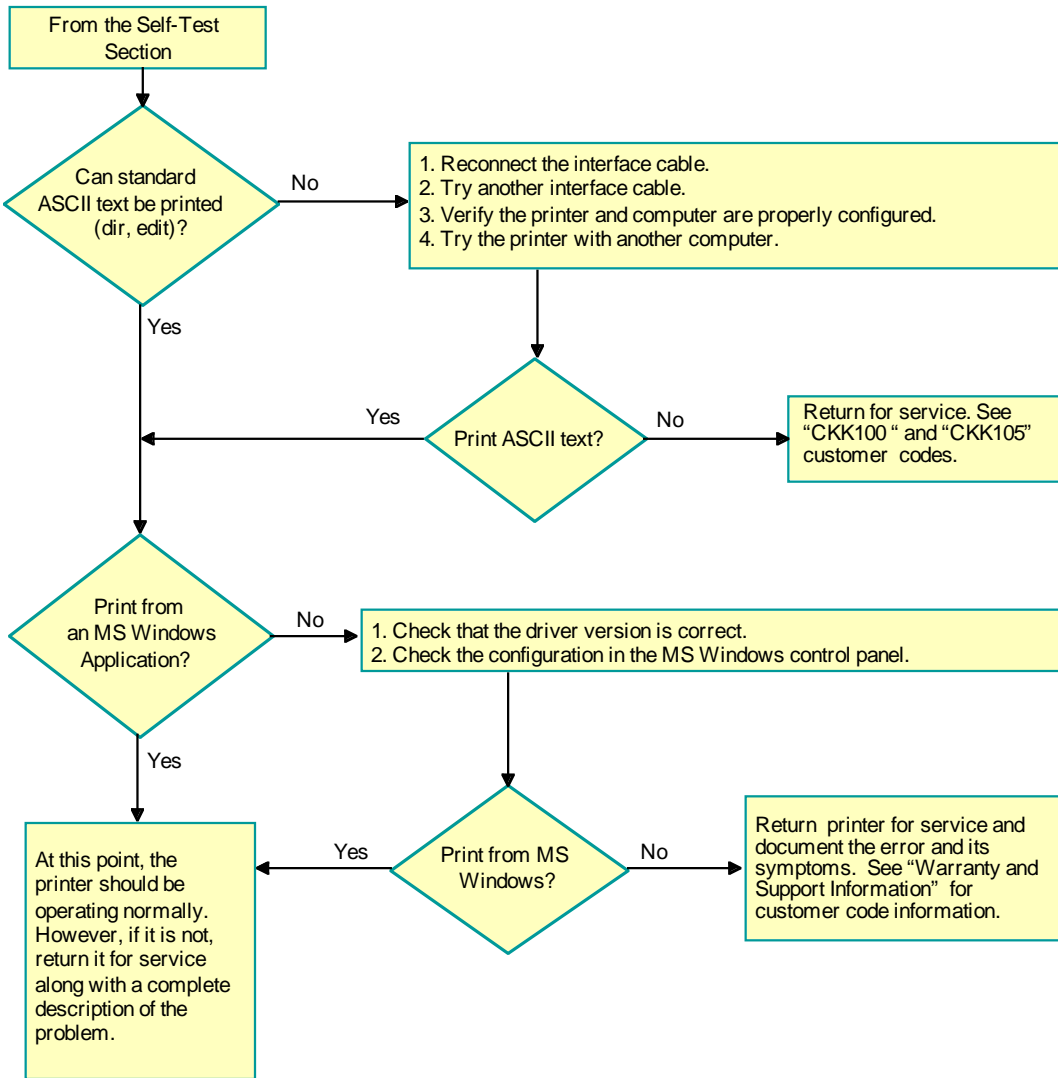 From the Self-Test
Section
Can standard
ASCII text be printed
(dir, edit)?
No
1. Reconnect the interface cable.
2. Try another interface cable.
3. Verify the printer and computer are properly configured.
4. Try the printer with another computer.
Yes
Print ASCII text?
Yes
No
Return for service. See
“CKK100 “ and “CKK105”
customer codes.
Print from
an MS Windows
Application?
No
1. Check that the driver version is correct.
2. Check the configuration in the MS Windows control panel.
Yes
Print from MS
Windows?
Yes
No
Return printer for service and
document the error and its
symptoms. See “Warranty and
Support Information” for
customer code information.
At this point, the
printer should be
operating normally.
However, if it is not,
return it for service
along with a complete
description of the
problem.